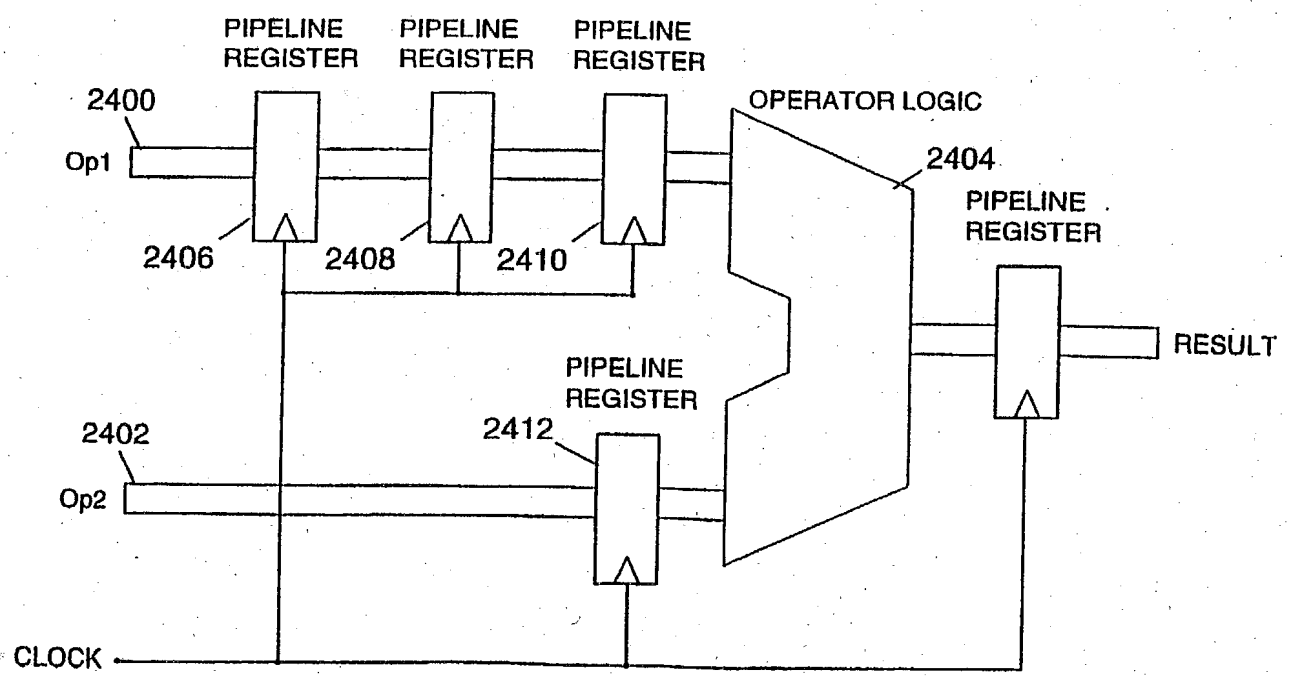 PIPELINE
REGISTER
PIPELINE
REGISTER
PIPELINE
REGISTER
2400
OPERATOR LOGIC
Op1
2404
PIPELINE
REGISTER
2406
2408
2410
RESULT
PIPELINE
REGISTER
2402
2412
Op2
CLOCK